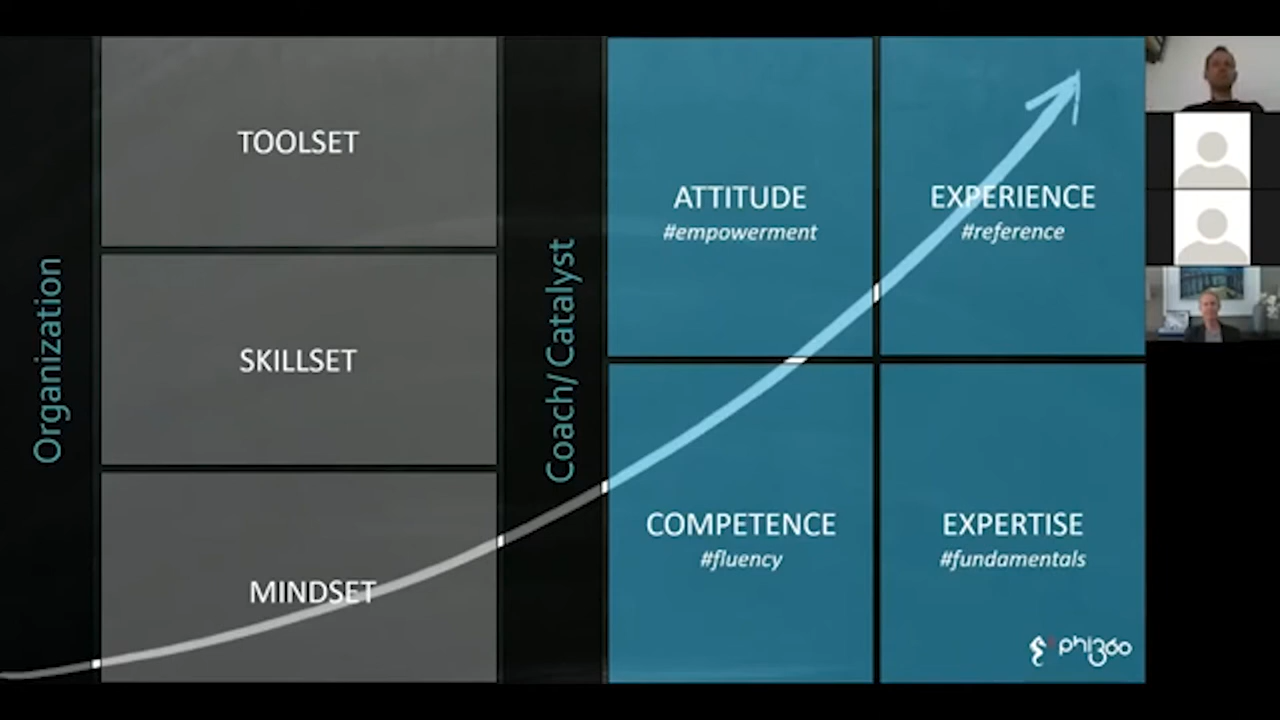 Organization
TOOLSET
SKILLSET
MINDSET
Coach/Catalyst
ATTITUDE
#empowerment
EXPERIENCE
#reference
COMPETENCE
#fluency
EXPERTISE
#fundamentals
phi360